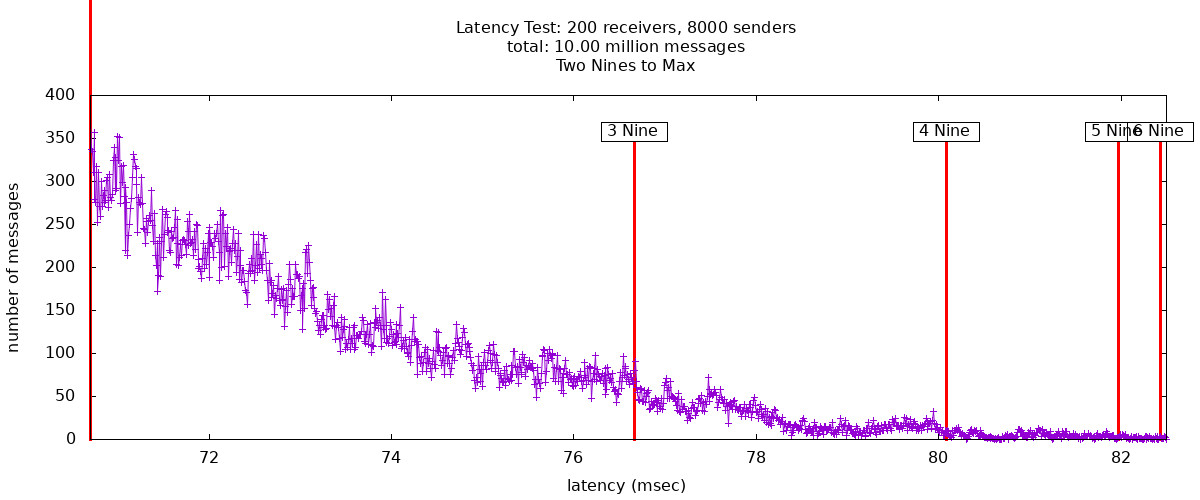 Latency Test: 200 receivers, 8000 senders
total: 10.00 million messages
Two Nines to Max
400
350
300
250
200
150
100
50
0
number of messages
3 Nine
4 Nine
5 Nine
6 Nine
72
74
76
78
80
82
latency (msec)